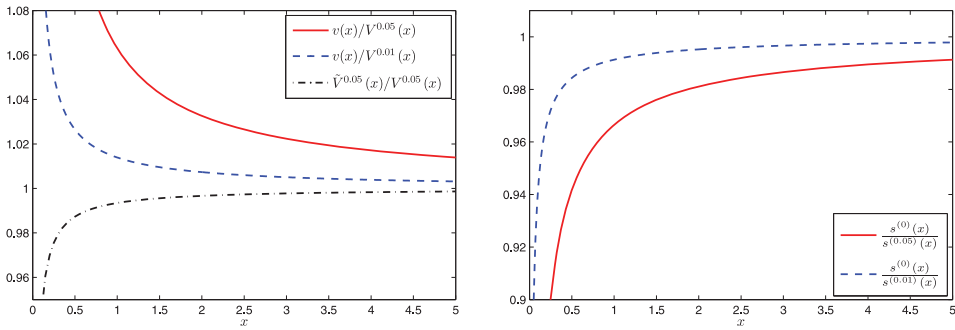 1.08
1.06
1.04
1.02
1
0.98
0.96
0 0.5 1 1.5 2 2.5 3 3.5 4 4.5 5
x
v(x)/V^{0.05}(x)
v(x)/V^{0.01}(x)
Ṽ^{0.05}(x)/V^{0.05}(x)
1
0.98
0.96
0.94
0.92
0.9
0 0.5 1 1.5 2 2.5 3 3.5 4 4.5 5
x
s^{(0)}(x)/s^{(0.05)}(x)
s^{(0)}(x)/s^{(0.01)}(x)